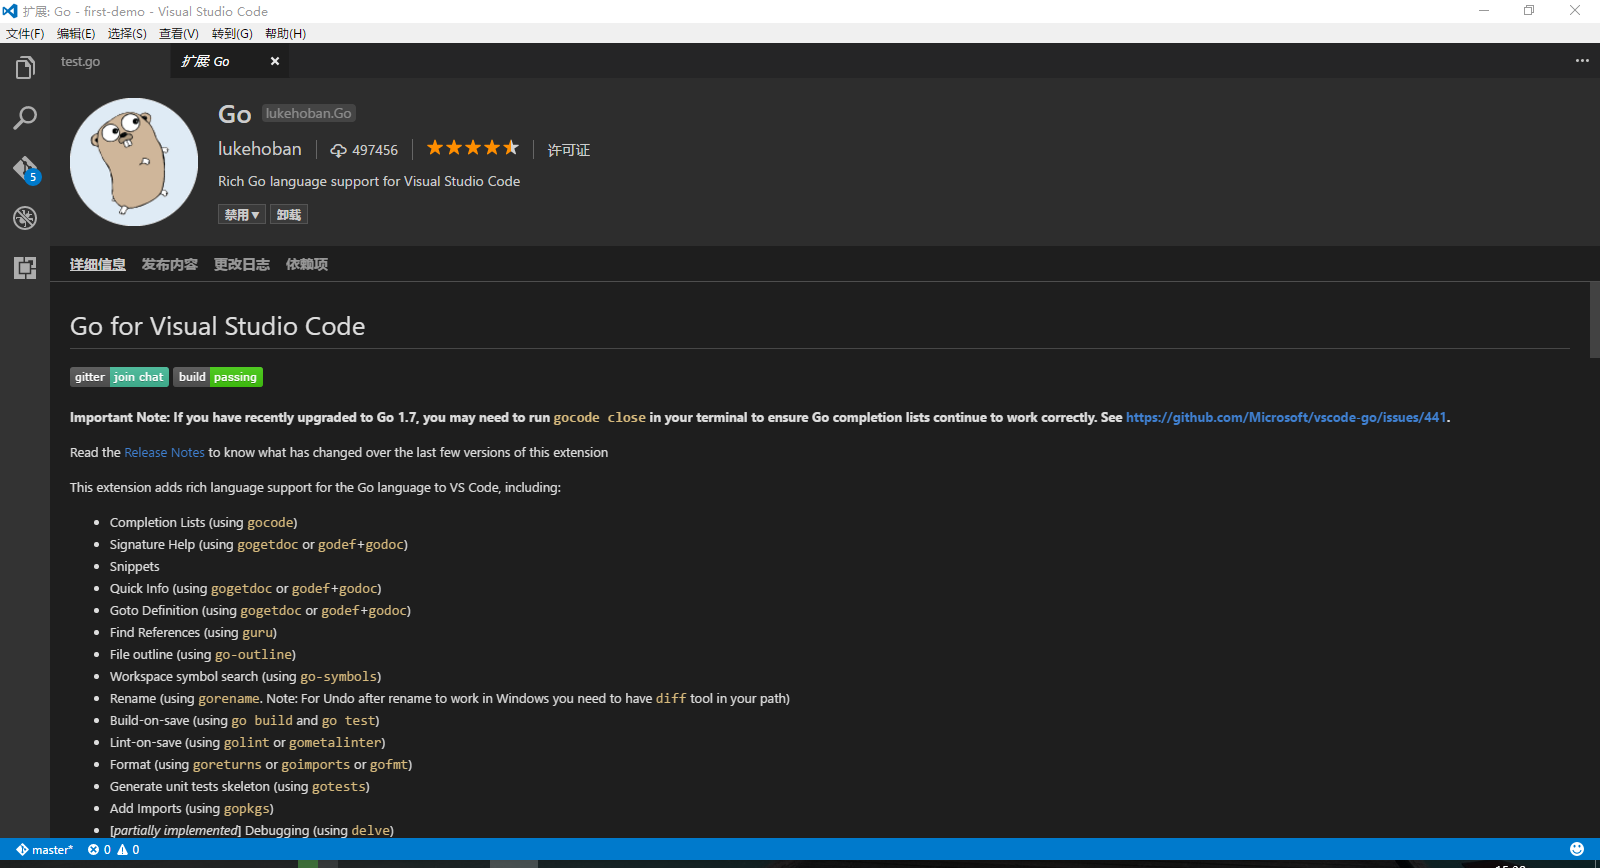 扩展: Go - first-demo - Visual Studio Code
文件(F) 编辑(E) 选择(S) 查看(V) 转到(G) 帮助(H)
test.go 扩展: Go
Go lukehoban.Go
lukehoban 497456 许可证
Rich Go language support for Visual Studio Code
禁用 卸载
5
详细信息 发布内容 更改日志 依赖项
Go for Visual Studio Code
gitter join chat build passing
Important Note: If you have recently upgraded to Go 1.7, you may need to run gocode close in your terminal to ensure Go completion lists continue to work correctly. See https://github.com/Microsoft/vscode-go/issues/441.
Read the Release Notes to know what has changed over the last few versions of this extension
This extension adds rich language support for the Go language to VS Code, including:
• Completion Lists (using gocode)
• Signature Help (using gogetdoc or godef+godoc)
• Snippets
• Quick Info (using gogetdoc or godef+godoc)
• Goto Definition (using gogetdoc or godef+godoc)
• Find References (using guru)
• File outline (using go-outline)
• Workspace symbol search (using go-symbols)
• Rename (using gorename. Note: For Undo after rename to work in Windows you need to have diff tool in your path)
• Build-on-save (using go build and go test)
• Lint-on-save (using golint or gometalinter)
• Format (using goreturns or goimports or gofmt)
• Generate unit tests skeleton (using gotests)
• Add Imports (using gopkgs)
• [partially implemented] Debugging (using delve)
master* 0 0